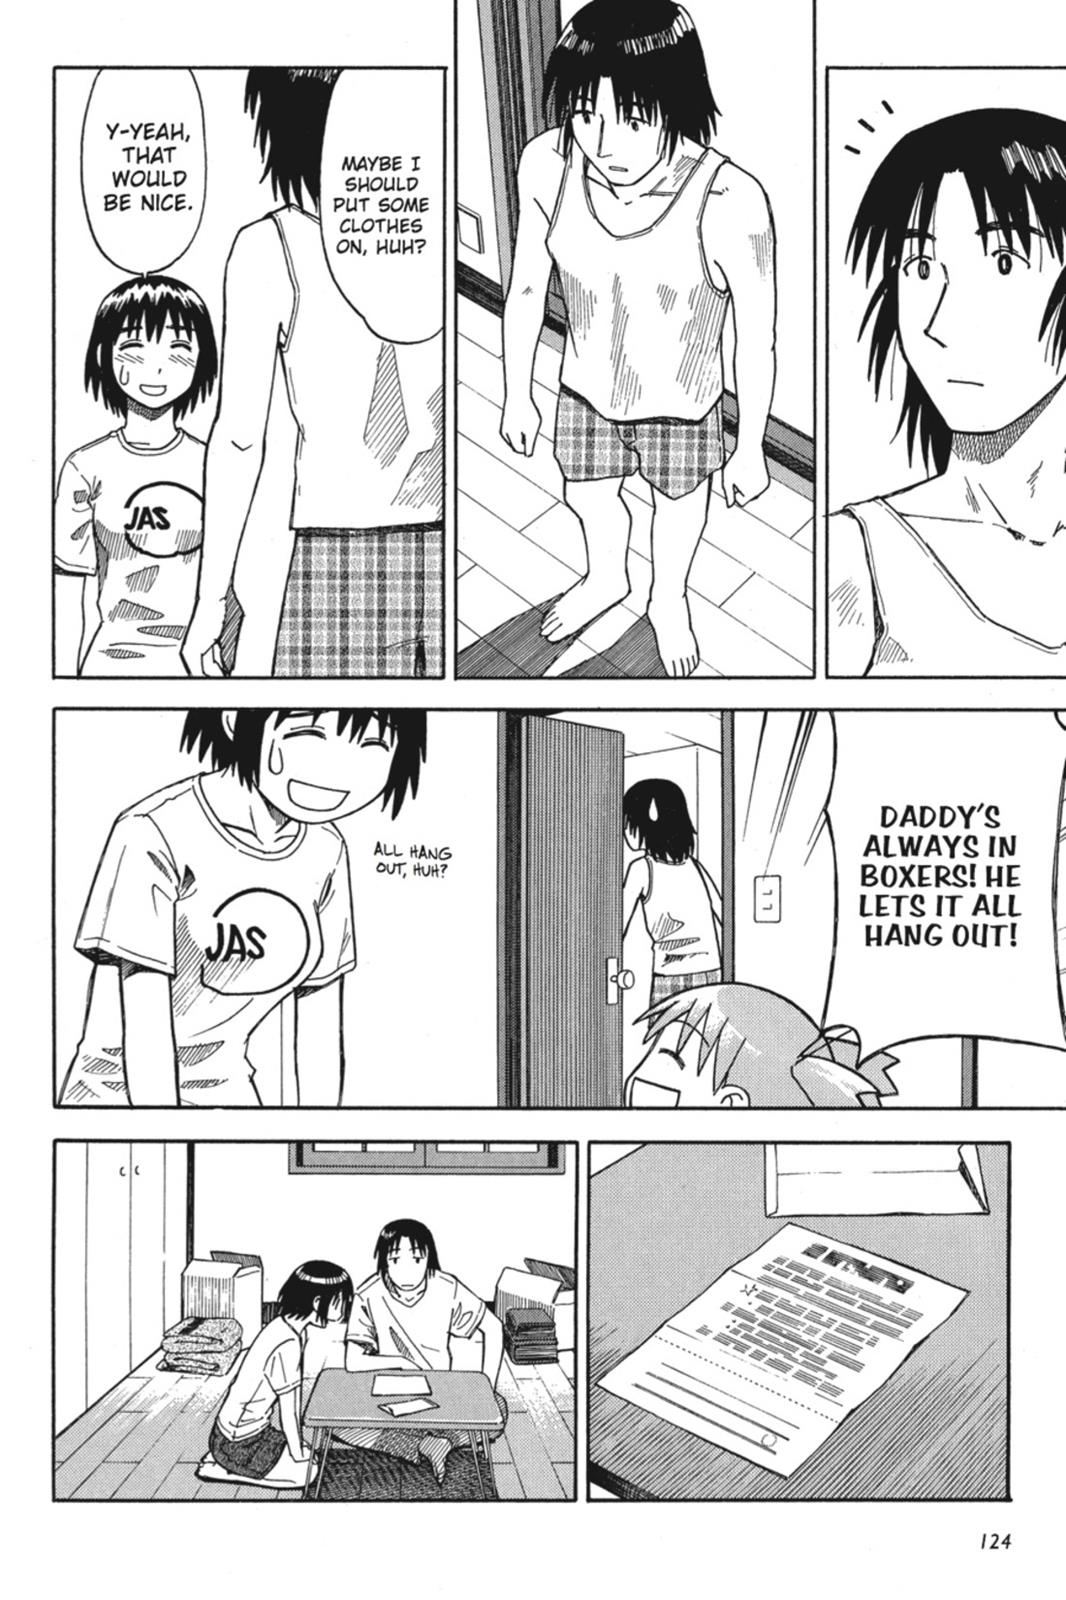 MAYBE I
SHOULD
PUT SOME
CLOTHES
ON, HUH?
Y-YEAH,
THAT
WOULD
BE NICE.
JAS
DADDY'S
ALWAYS IN
BOXERS! HE
LETS IT ALL
HANG OUT!
ALL HANG
OUT, HUH?
JAS
124